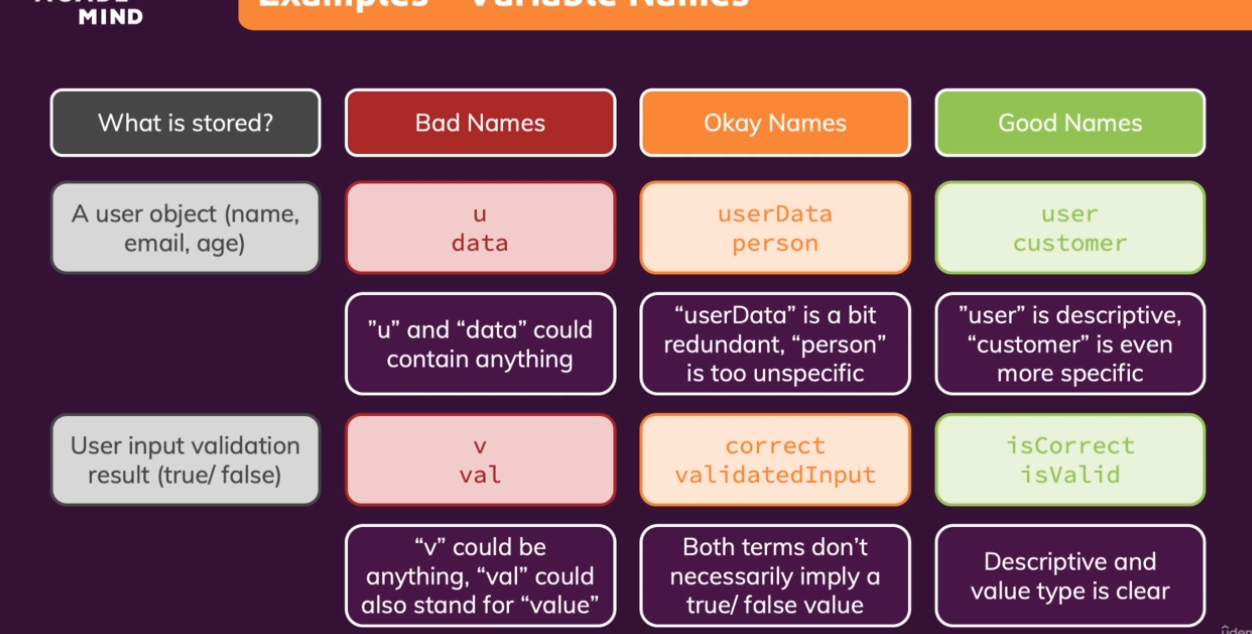 MIND
Examples – Variable Names
What is stored?
Bad Names
Okay Names
Good Names
A user object (name,
email, age)
u
data
userData
person
user
customer
”u” and “data” could
contain anything
“userData” is a bit
redundant, “person”
is too unspecific
”user” is descriptive,
“customer” is even
more specific
User input validation
result (true/ false)
v
val
correct
validatedInput
isCorrect
isValid
“v” could be
anything, “val” could
also stand for “value”
Both terms don’t
necessarily imply a
true/ false value
Descriptive and
value type is clear